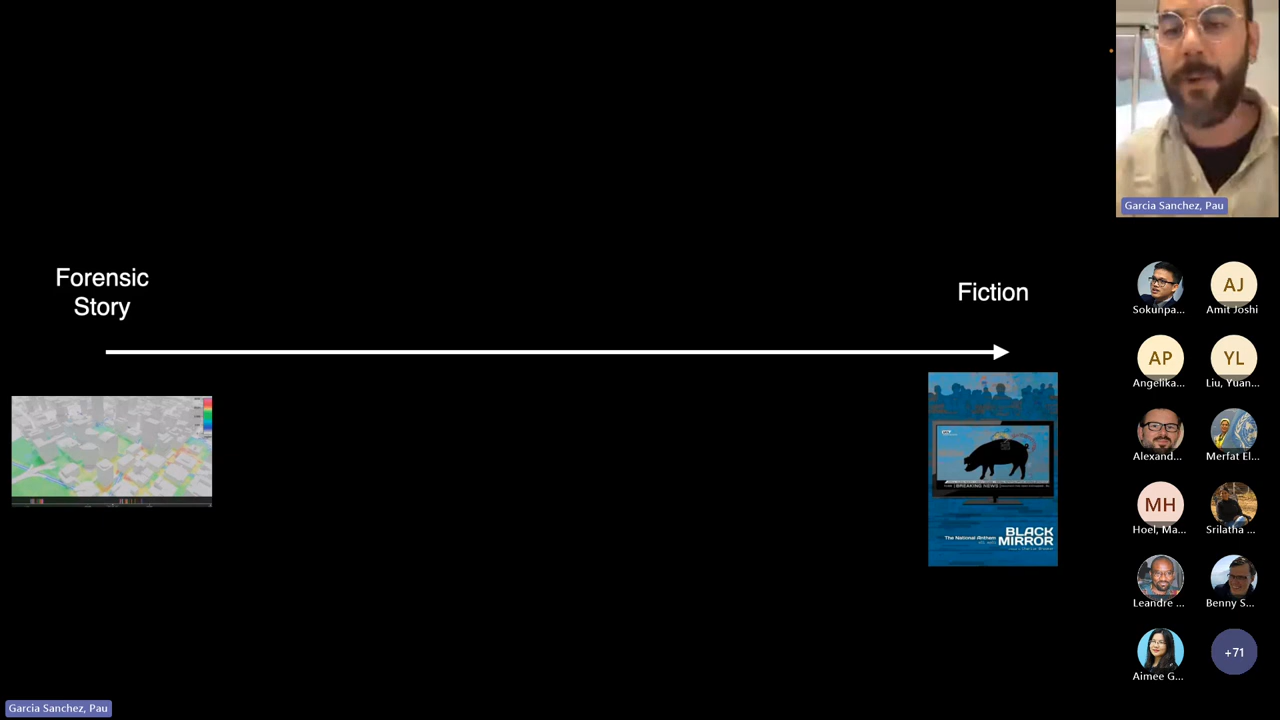 Forensic
Story
Fiction
BREAKING NEWS
The National Anthem
BLACK
MIRROR
Garcia Sanchez, Pau
Sokunpa...
AJ
Amit Joshi
AP
Angelika...
YL
Liu, Yuan...
Alexand...
Merfat El...
MH
Hoel, Ma...
Srilatha ...
Leandre ...
Benny S...
Aimee G...
+71
Garcia Sanchez, Pau